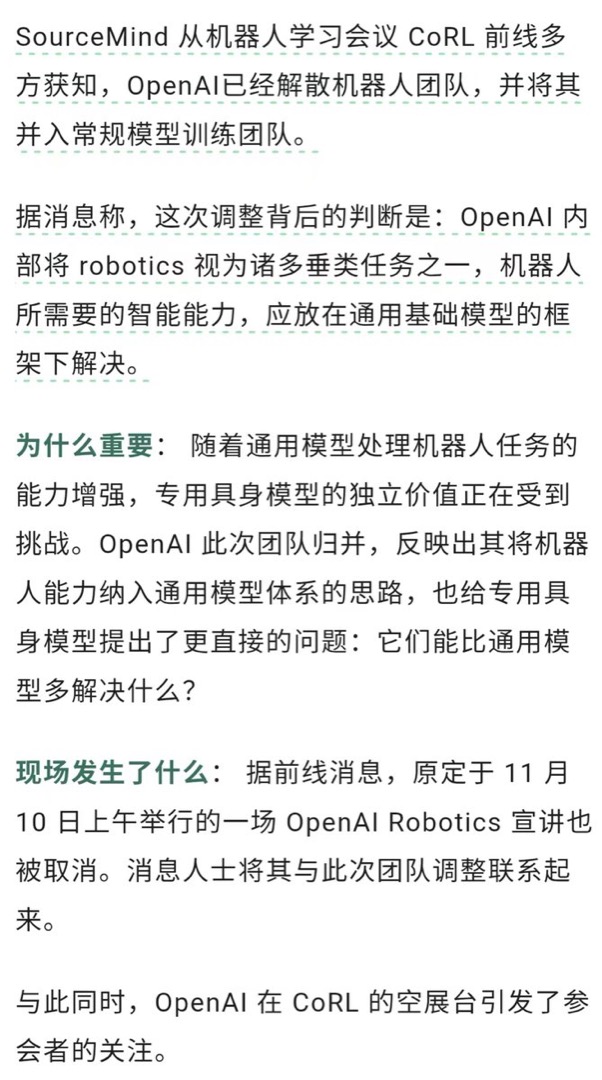 SourceMind 从机器人学习会议 CoRL 前线多
方获知，OpenAI已经解散机器人团队，并将其
并入常规模型训练团队。
据消息称，这次调整背后的判断是：OpenAI 内
部将 robotics 视为诸多垂类任务之一，机器人
所需要的智能能力，应放在通用基础模型的框
架下解决。
为什么重要： 随着通用模型处理机器人任务的
能力增强，专用具身模型的独立价值正在受到
挑战。OpenAI 此次团队归并，反映出其将机器
人能力纳入通用模型体系的思路，也给专用具
身模型提出了更直接的问题：它们能比通用模
型多解决什么？
现场发生了什么： 据前线消息，原定于 11 月
10 日上午举行的一场 OpenAI Robotics 宣讲也
被取消。消息人士将其与此次团队调整联系起
来。
与此同时，OpenAI 在 CoRL 的空展台引发了参
会者的关注。